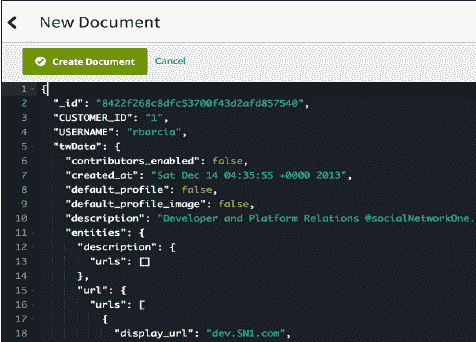 New Document
Create Document Cancel
1 {
2 "_id": "8422f268c8dfc53700f43d2afd857540",
3 "CUSTOMER_ID": "1",
4 "USERNAME": "rbarcia",
5 "twData": {
6 "contributors_enabled": false,
7 "created_at": "Sat Dec 14 04:35:55 +0000 2013",
8 "default_profile": false,
9 "default_profile_image": false,
10 "description": "Developer and Platform Relations @socialNetworkOne.
11 "entities": {
12 "description": {
13 "urls": []
14 },
15 "url": {
16 "urls": [
17 {
18 "display_url": "dev.SN1.com",